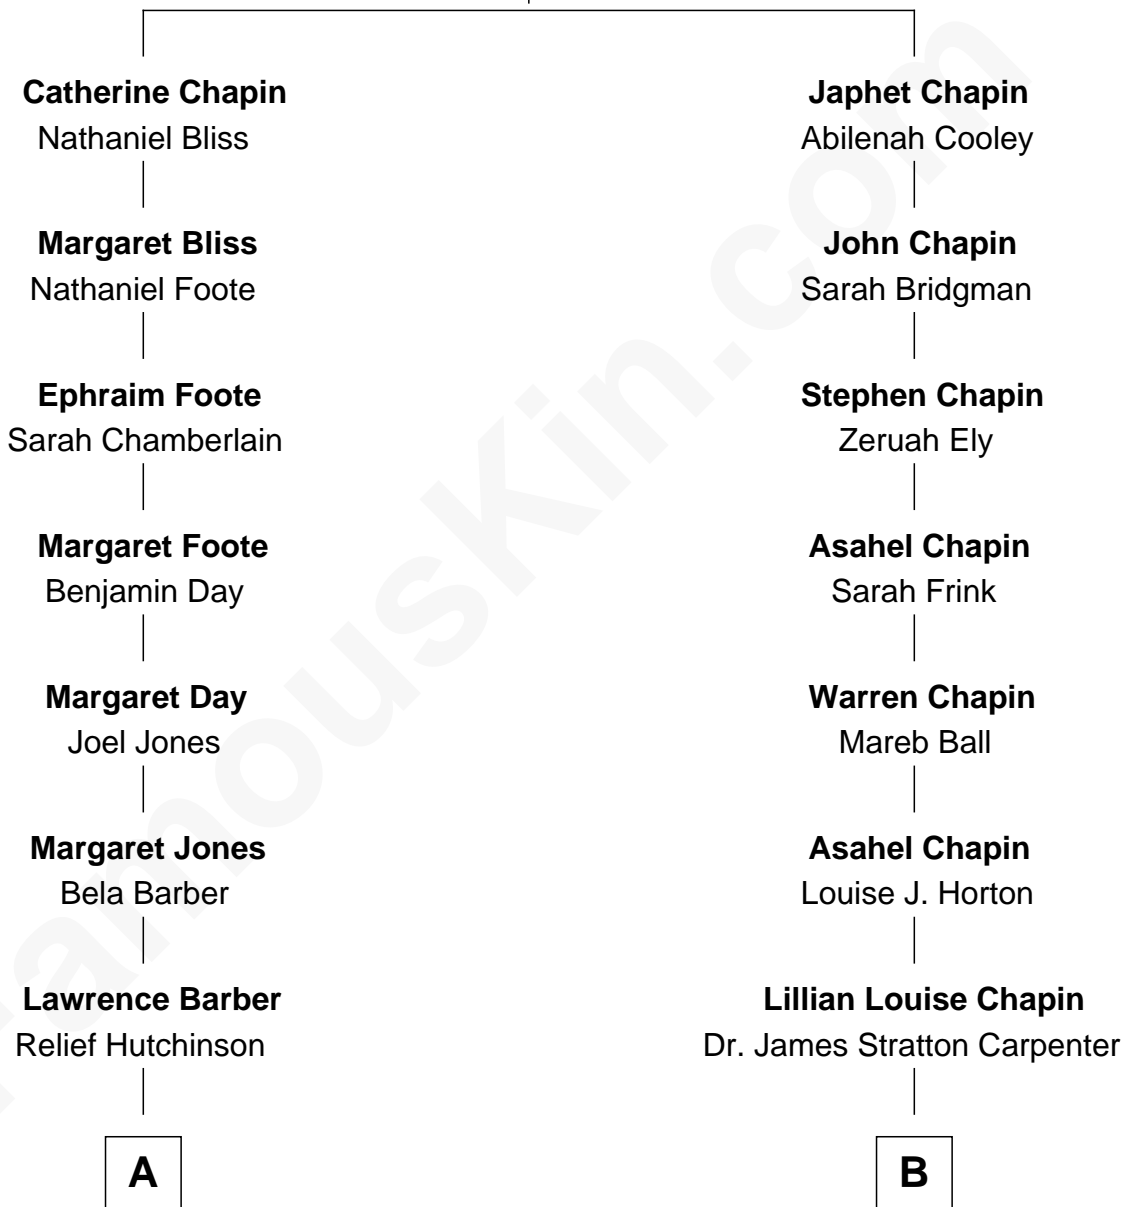 Catherine Chapin
Nathaniel Bliss
Japhet Chapin
Abilenah Cooley
Margaret Bliss
Nathaniel Foote
John Chapin
Sarah Bridgman
Ephraim Foote
Sarah Chamberlain
Stephen Chapin
Zeruah Ely
Margaret Foote
Benjamin Day
Asahel Chapin
Sarah Frink
Margaret Day
Joel Jones
Warren Chapin
Mareb Ball
Margaret Jones
Bela Barber
Asahel Chapin
Louise J. Horton
Lawrence Barber
Relief Hutchinson
Lillian Louise Chapin
Dr. James Stratton Carpenter
A
B
FamousKin.com